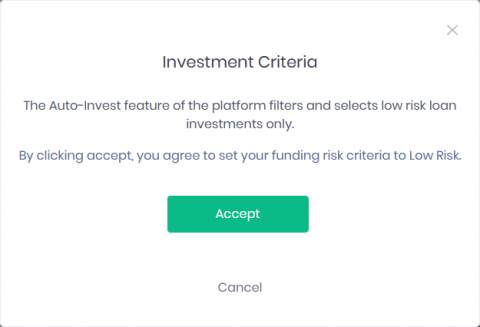 Investment Criteria
The Auto-Invest feature of the platform filters and selects low risk loan
investments only.
By clicking accept, you agree to set your funding risk criteria to Low Risk.
Accept
Cancel